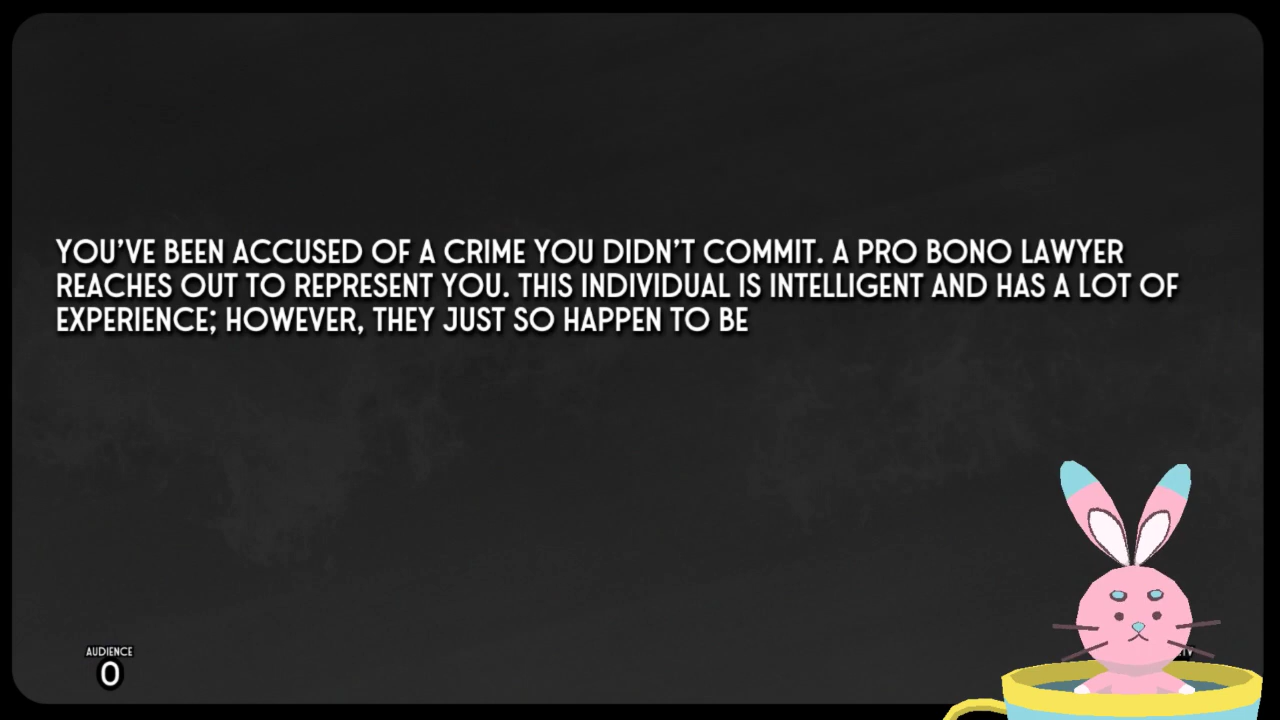 YOU'VE BEEN ACCUSED OF A CRIME YOU DIDN'T COMMIT. A PRO BONO LAWYER
REACHES OUT TO REPRESENT YOU. THIS INDIVIDUAL IS INTELLIGENT AND HAS A LOT OF
EXPERIENCE; HOWEVER, THEY JUST SO HAPPEN TO BE
AUDIENCE
0